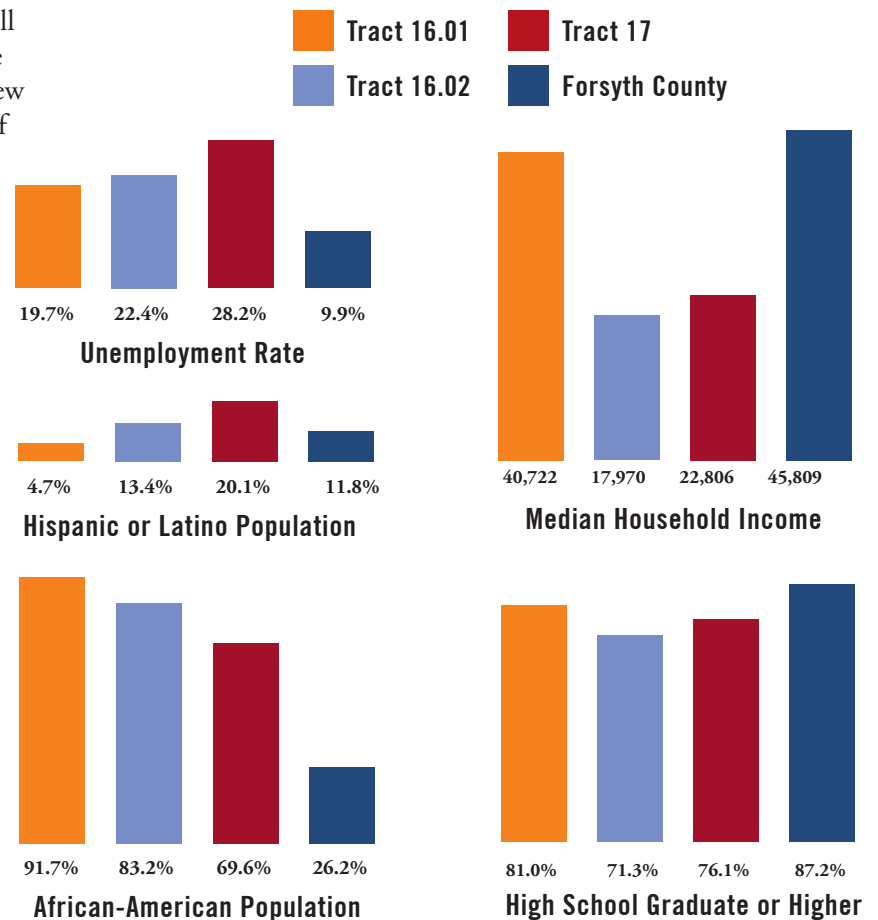 ll
e
ew
f
Tract 16.01
Tract 17
Tract 16.02
Forsyth County
19.7% 22.4% 28.2% 9.9%
Unemployment Rate
4.7% 13.4% 20.1% 11.8%
Hispanic or Latino Population
40,722 17,970 22,806 45,809
Median Household Income
91.7% 83.2% 69.6% 26.2%
African-American Population
81.0% 71.3% 76.1% 87.2%
High School Graduate or Higher